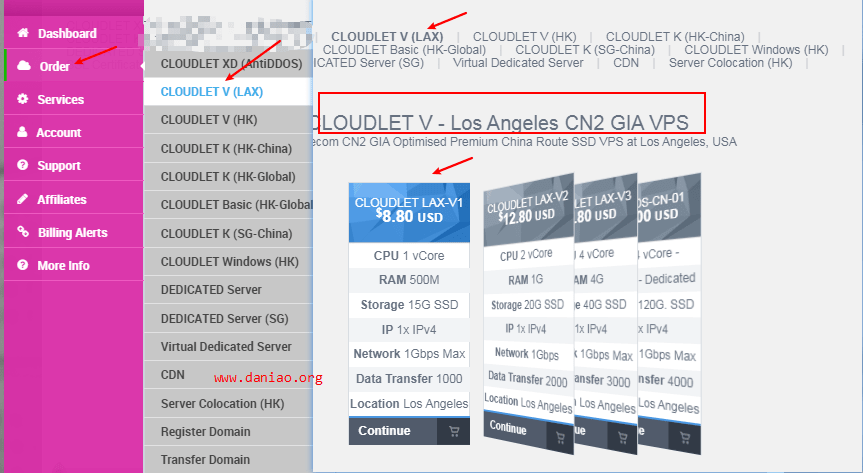 Dashboard
Order
Services
Account
Support
Affiliates
Billing Alerts
More Info
CLOUDLET XD (AntiDDOS)
CLOUDLET V (LAX)
CLOUDLET V (HK)
CLOUDLET K (HK-China)
CLOUDLET K (HK-Global)
CLOUDLET Basic (HK-Global
CLOUDLET K (SG-China)
CLOUDLET Windows (HK)
DEDICATED Server
DEDICATED Server (SG)
Virtual Dedicated Server
CDN
Server Colocation (HK)
Register Domain
Transfer Domain
www.daniao.org
| CLOUDLET V (LAX) | CLOUDLET V (HK) | CLOUDLET K (HK-China) |
CLOUDLET Basic (HK-Global) | CLOUDLET K (SG-China) | CLOUDLET Windows (HK) |
DICATED Server (SG) | Virtual Dedicated Server | CDN | Server Colocation (HK) |
CLOUDLET V - Los Angeles CN2 GIA VPS
ecom CN2 GIA Optimised Premium China Route SSD VPS at Los Angeles, USA
CLOUDLET LAX-V1
$8.80 USD
CPU 1 vCore
RAM 500M
Storage 15G SSD
IP 1x IPv4
Network 1Gbps Max
Data Transfer 1000
Location Los Angeles
Continue
CLOUDLET LAX-V2
$12.80 USD
CPU 2 vCore
RAM 1G
Storage 20G SSD
IP 1x IPv4
Network 1Gbps
Data Transfer 2000
Location Los Angeles
Continue
LET LAX-V3
.80 USD
4 vCore
RAM 4G
40G SSD
1x IPv4
1Gbps Max
Transfer 3000
Los Angeles
OS-CN-01
00 USD
vCore -
- Dedicated
120G. SSD
1x IPv4
1Gbps Max
Transfer 4000
Los Angeles